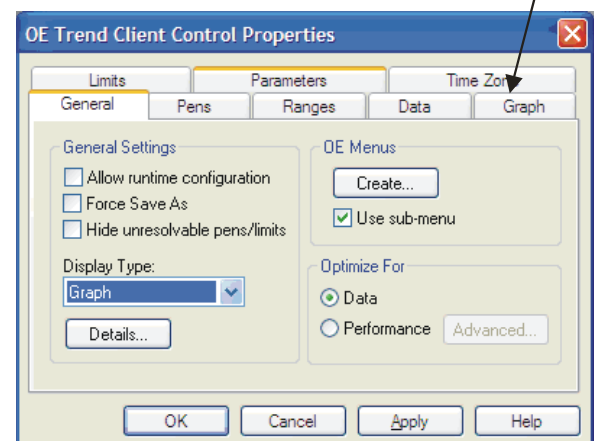 OE Trend Client Control Properties
Limits Parameters Time Zon
General Pens Ranges Data Graph
General Settings
Allow runtime configuration
Force Save As
Hide unresolvable pens/limits
Display Type:
Graph
Details...
OE Menus
Create...
Use sub-menu
Optimize For
Data
Performance Advanced...
OK Cancel Apply Help